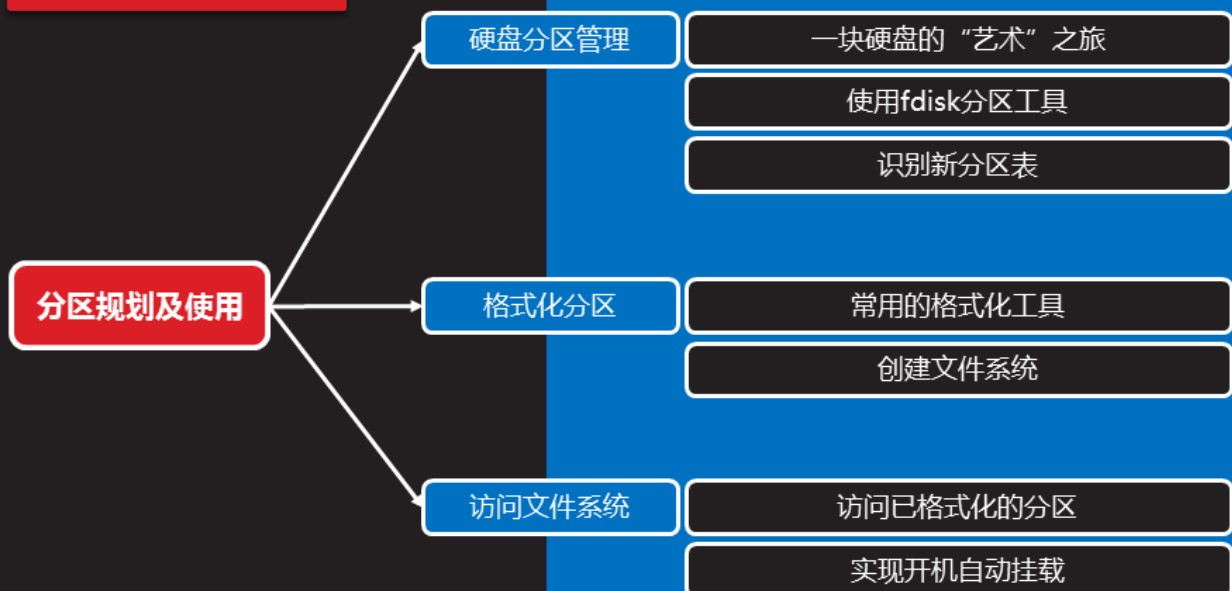 硬盘分区管理
一块硬盘的“艺术”之旅
使用fdisk分区工具
识别新分区表
分区规划及使用
格式化分区
常用的格式化工具
创建文件系统
访问文件系统
访问已格式化的分区
实现开机自动挂载